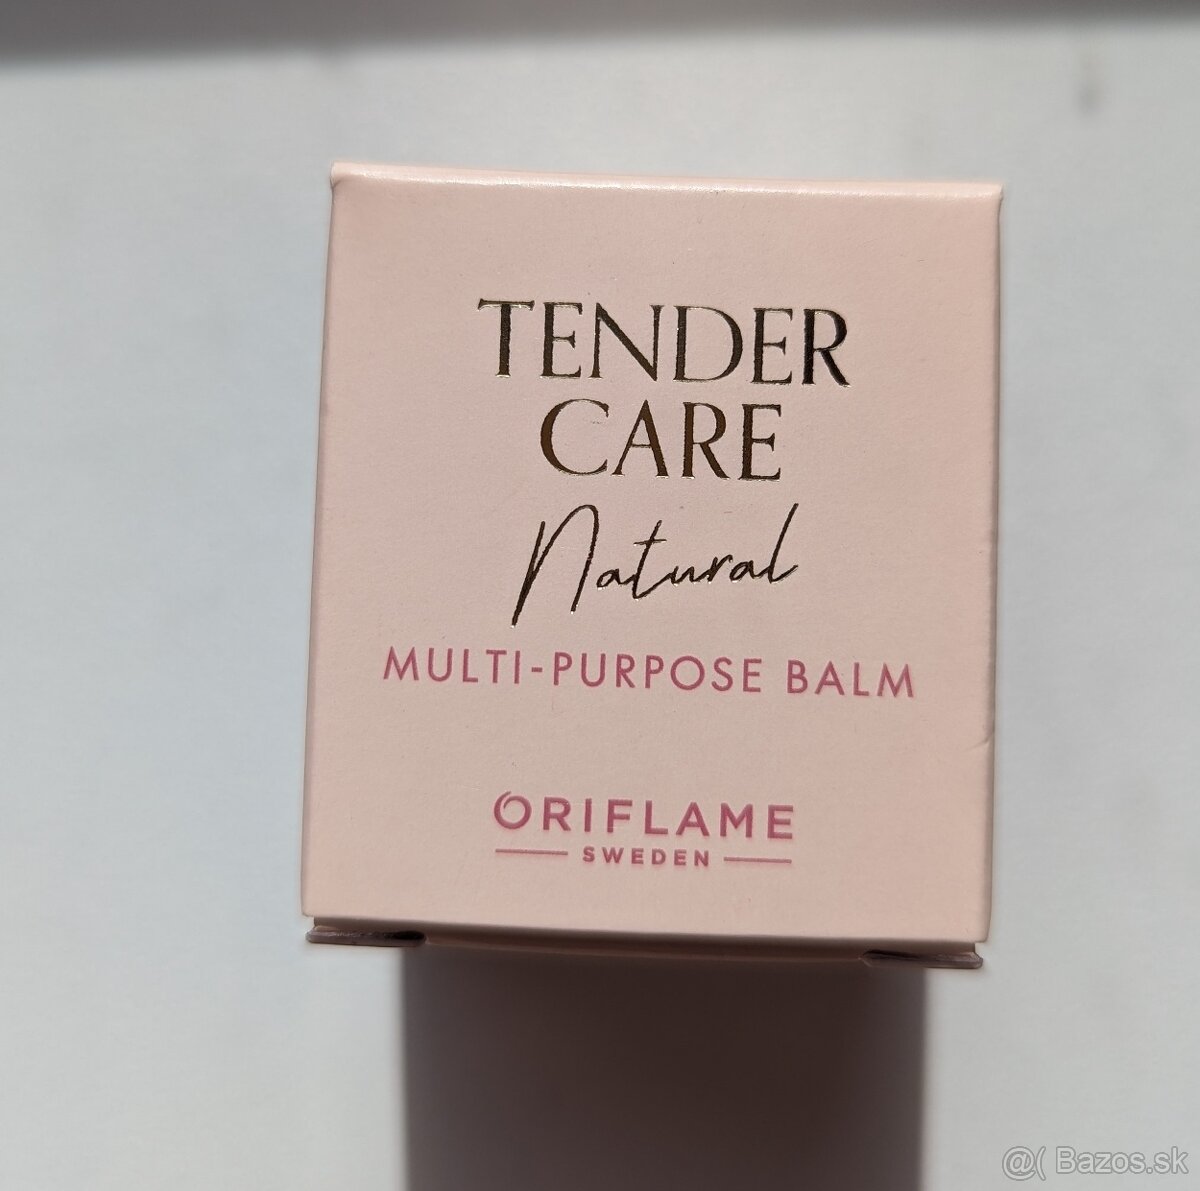 TENDER
CARE
Natural
MULTI-PURPOSE BALM
ORIFLAME
SWEDEN
@( Bazos.sk